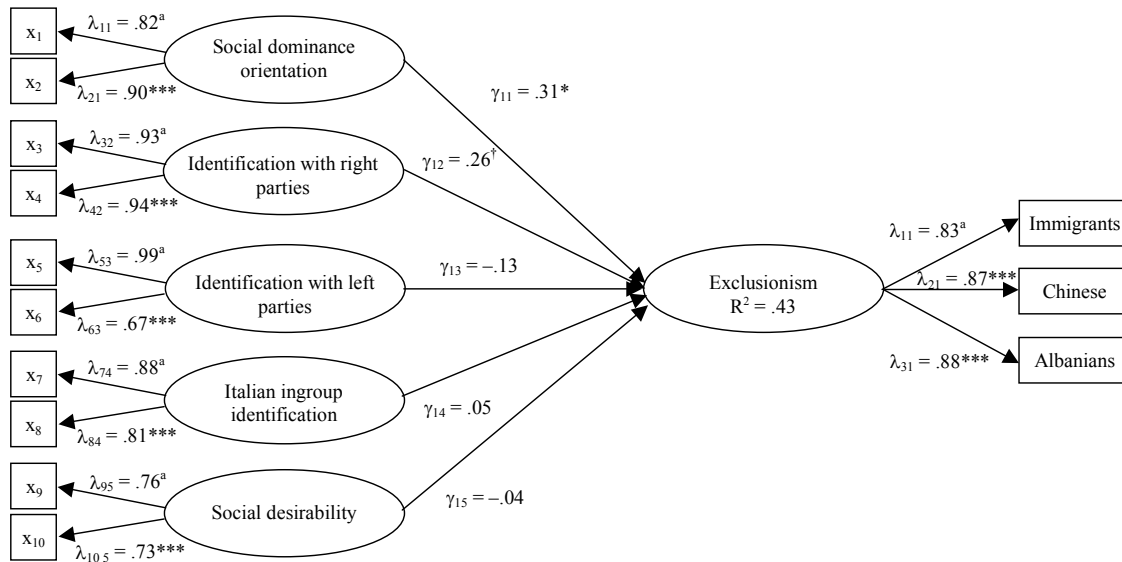 x₁
λ₁₁ = .82ᵃ
Social dominance
orientation
x₂
λ₂₁ = .90***
γ₁₁ = .31*
x₃
λ₃₂ = .93ᵃ
Identification with right
parties
x₄
λ₄₂ = .94***
γ₁₂ = .26†
x₅
λ₅₃ = .99ᵃ
Identification with left
parties
x₆
λ₆₃ = .67***
γ₁₃ = –.13
x₇
λ₇₄ = .88ᵃ
Italian ingroup
identification
x₈
λ₈₄ = .81***
γ₁₄ = .05
x₉
λ₉₅ = .76ᵃ
Social desirability
x₁₀
λ₁₀ ₅ = .73***
γ₁₅ = –.04
Exclusionism
R² = .43
λ₁₁ = .83ᵃ
Immigrants
λ₂₁ = .87***
Chinese
λ₃₁ = .88***
Albanians